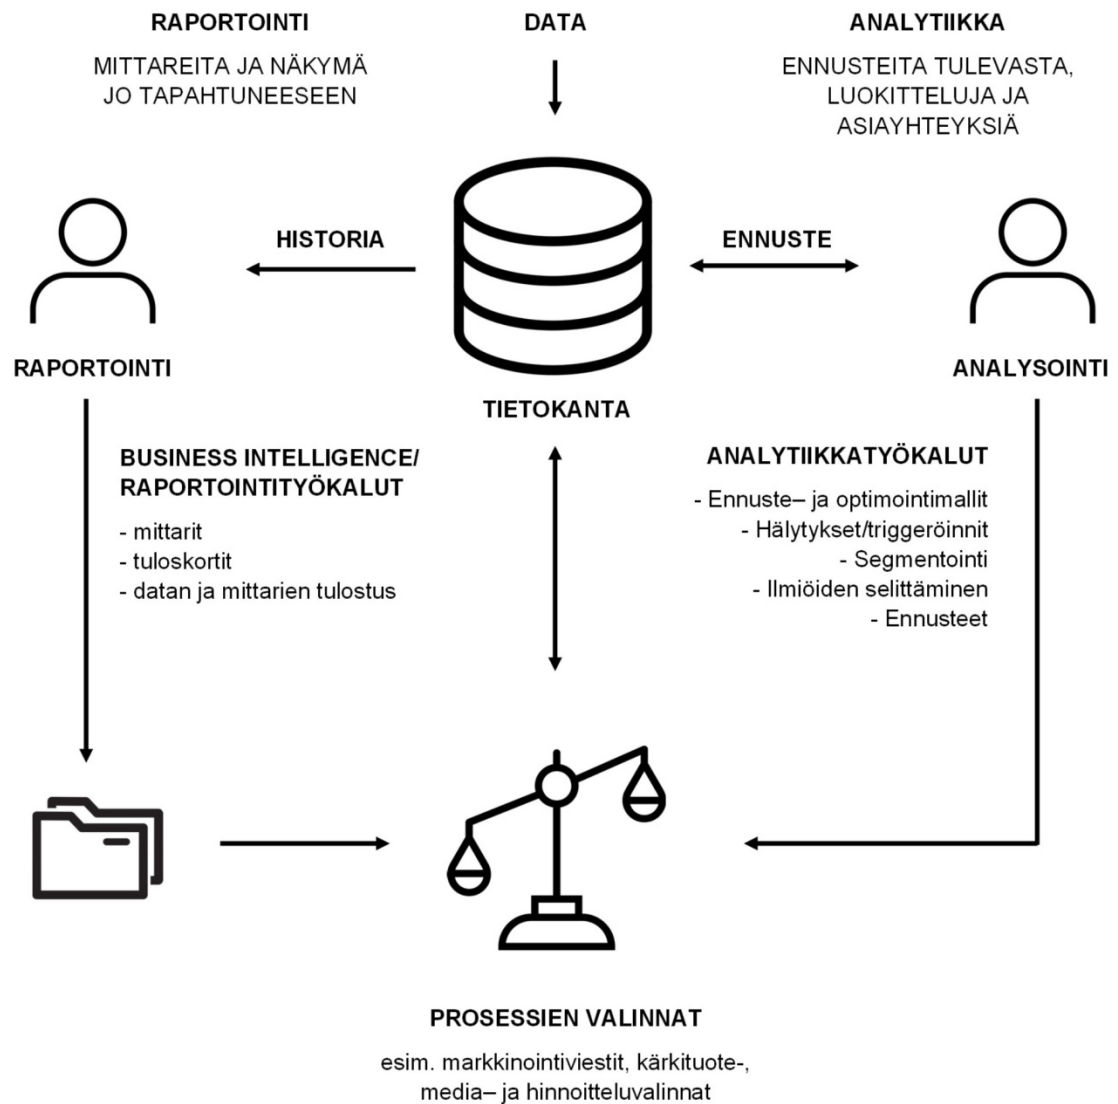 RAPORTOINTI
MITTAREITA JA NÄKYMÄ
JO TAPAHTUNEESEEN
DATA
ANALYTIIKKA
ENNUSTEITA TULEVASTA,
LUOKITTELUJA JA
ASIAYHTEYKSIÄ
HISTORIA
ENNUSTE
RAPORTOINTI
TIETOKANTA
ANALYSOINTI
BUSINESS INTELLIGENCE/
RAPORTOINTITYÖKALUT
- mittarit
- tuloskortit
- datan ja mittarien tulostus
ANALYTIIKKATYÖKALUT
- Ennuste– ja optimointimallit
- Hälytykset/triggeröinnit
- Segmentointi
- Ilmiöiden selittäminen
- Ennusteet
PROSESSIEN VALINNAT
esim. markkinointiviestit, kärkituote-,
media– ja hinnoitteluvalinnat